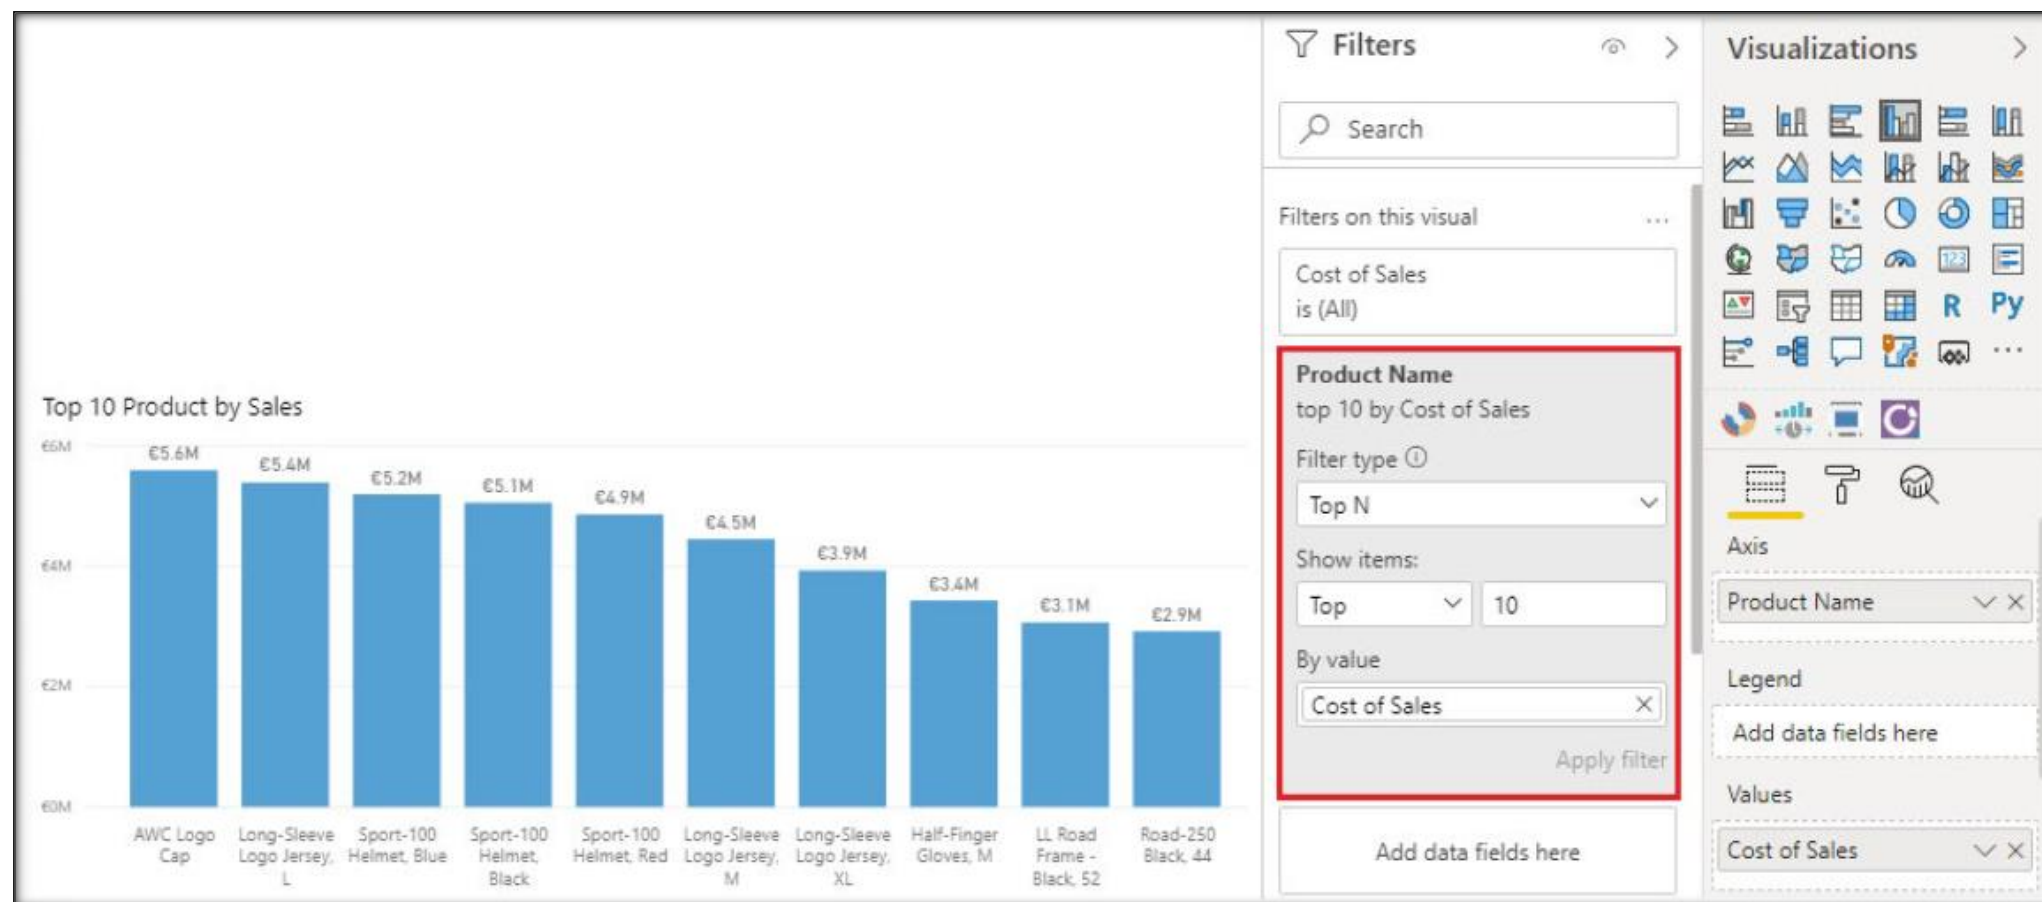 Top 10 Product by Sales
€6M
€4M
€2M
€0M
€5.6M
€5.4M
€5.2M
€5.1M
€4.9M
€4.5M
€3.9M
€3.4M
€3.1M
€2.9M
AWC Logo
Cap
Long-Sleeve
Logo Jersey,
L
Sport-100
Helmet, Blue
Sport-100
Helmet,
Black
Sport-100
Helmet, Red
Long-Sleeve
Logo Jersey,
M
Long-Sleeve
Logo Jersey,
XL
Half-Finger
Gloves, M
LL Road
Frame -
Black, 52
Road-250
Black, 44
Filters
Search
Filters on this visual
...
Cost of Sales
is (All)
Product Name
top 10 by Cost of Sales
Filter type
Top N
Show items:
Top
10
By value
Cost of Sales
Apply filter
Add data fields here
Visualizations
123
R
Py
...
Axis
Product Name
Legend
Add data fields here
Values
Cost of Sales